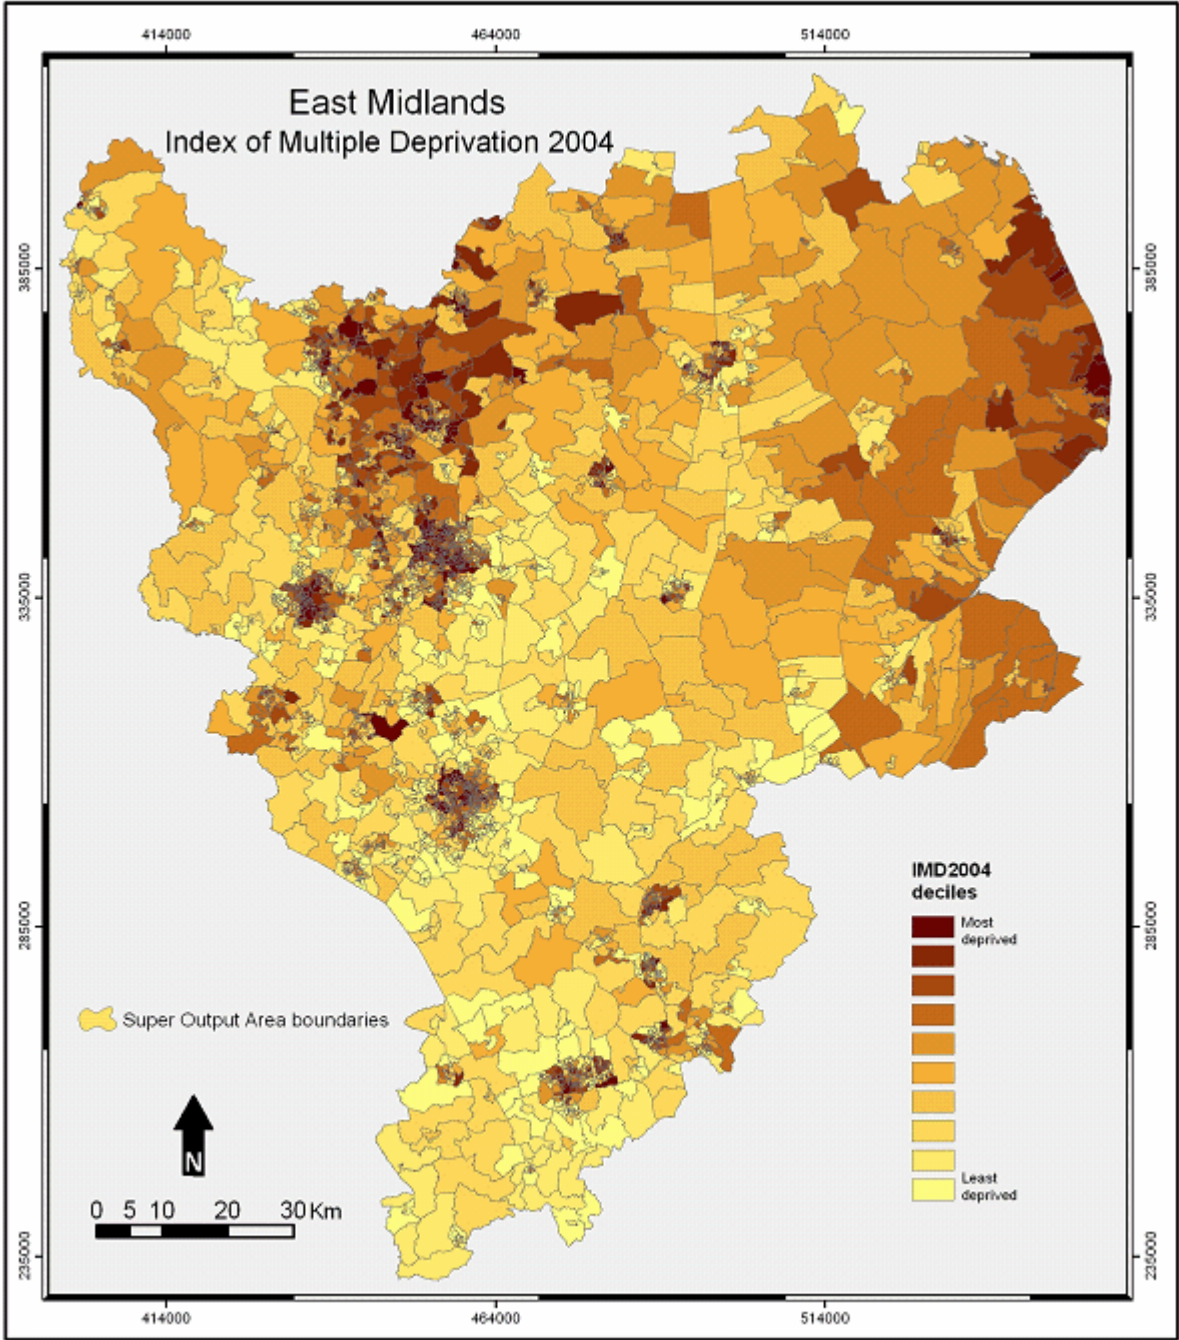 414000
464000
514000
East Midlands
Index of Multiple Deprivation 2004
385000
385000
335000
335000
IMD2004
deciles
Most
deprived
285000
285000
Super Output Area boundaries
Least
deprived
N
0 5 10 20 30 Km
235000
235000
414000
464000
514000